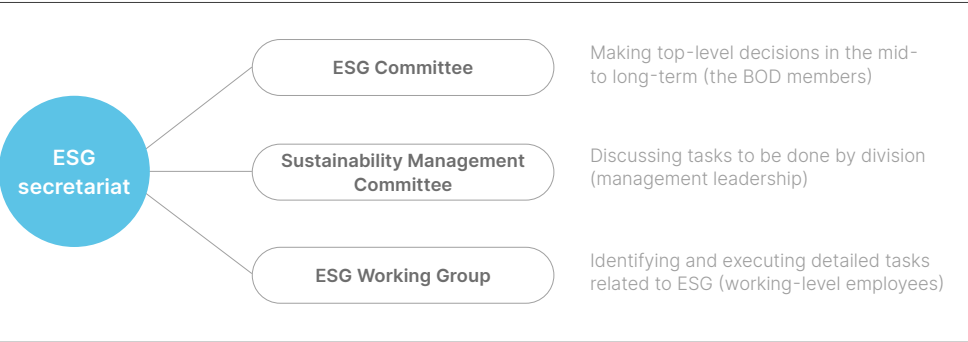 ESG
secretariat
ESG Committee
Making top-level decisions in the mid-
to long-term (the BOD members)
Sustainability Management
Committee
Discussing tasks to be done by division
(management leadership)
ESG Working Group
Identifying and executing detailed tasks
related to ESG (working-level employees)